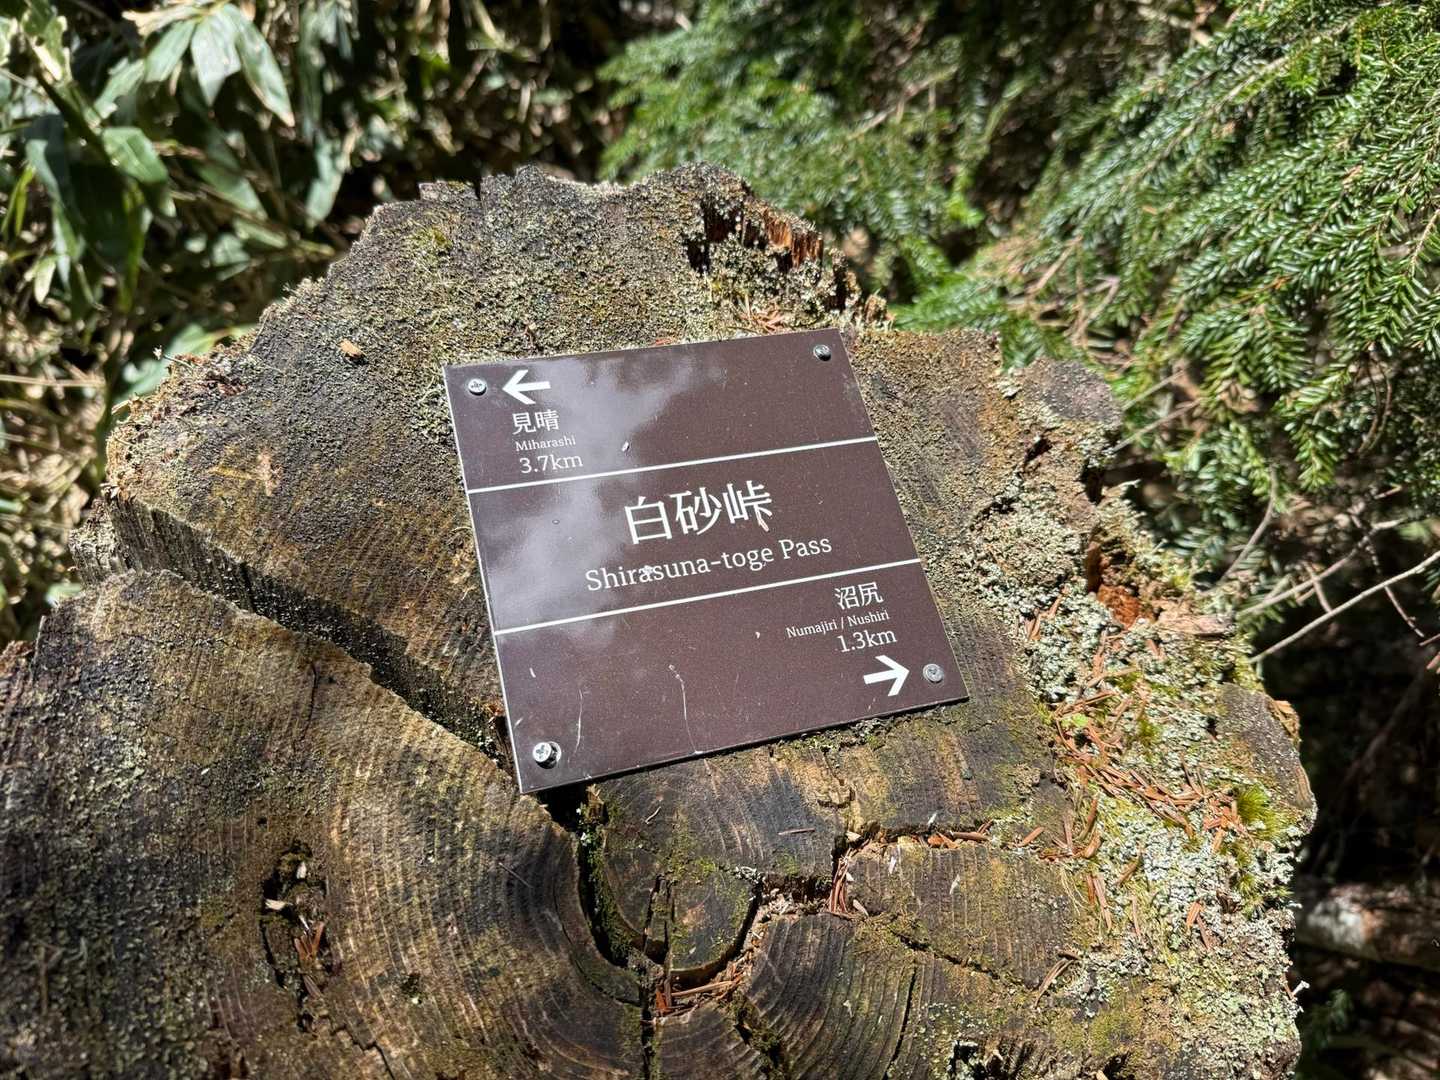 ←
見晴
Miharashi
3.7km
白砂峠
Shirasuna-toge Pass
沼尻
Numajiri / Nushiri
1.3km
→